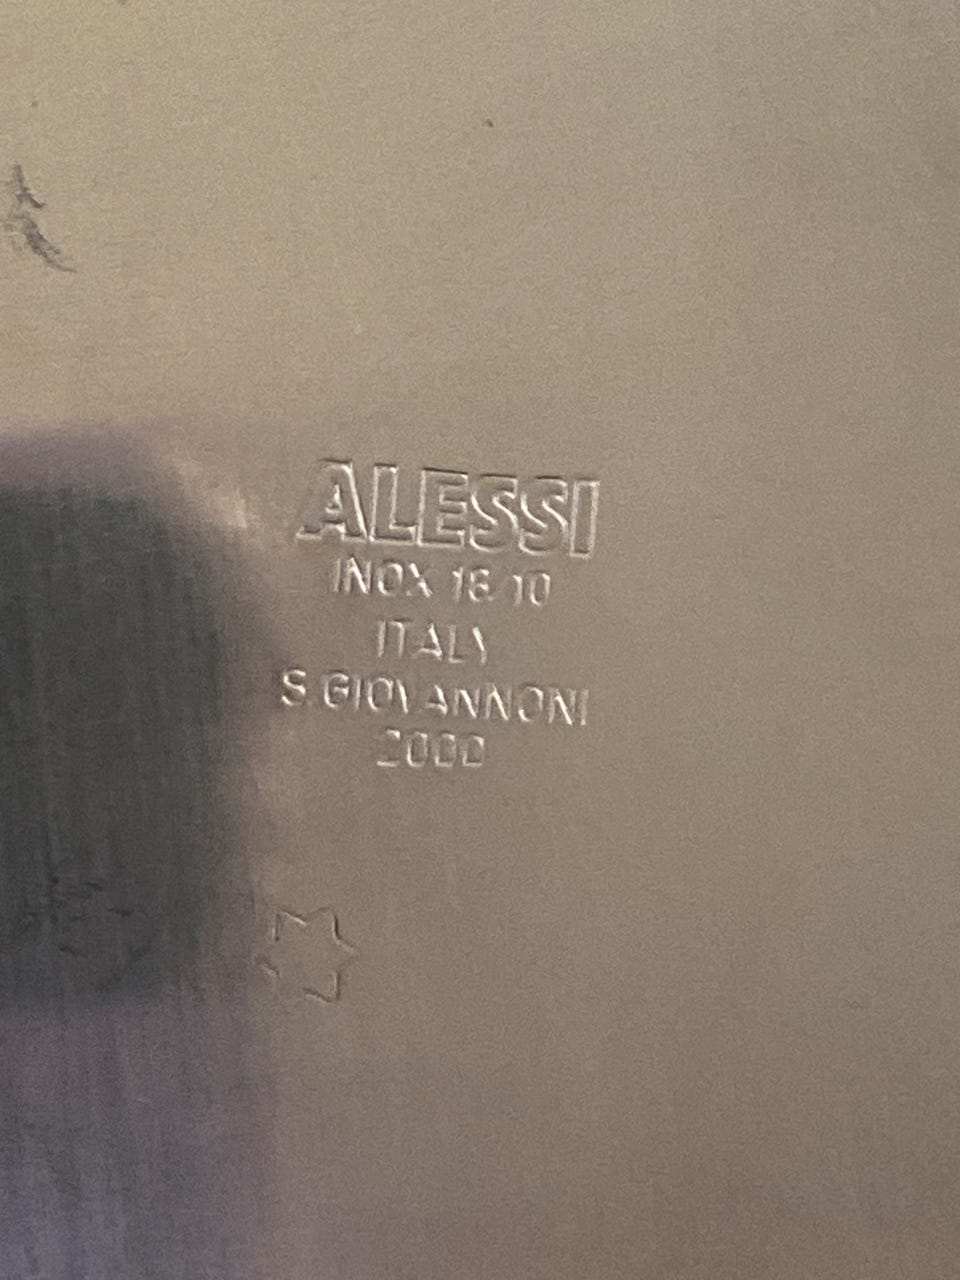 ALESSI
INOX 18/10
ITALY
S.GIOVANNONI
2000